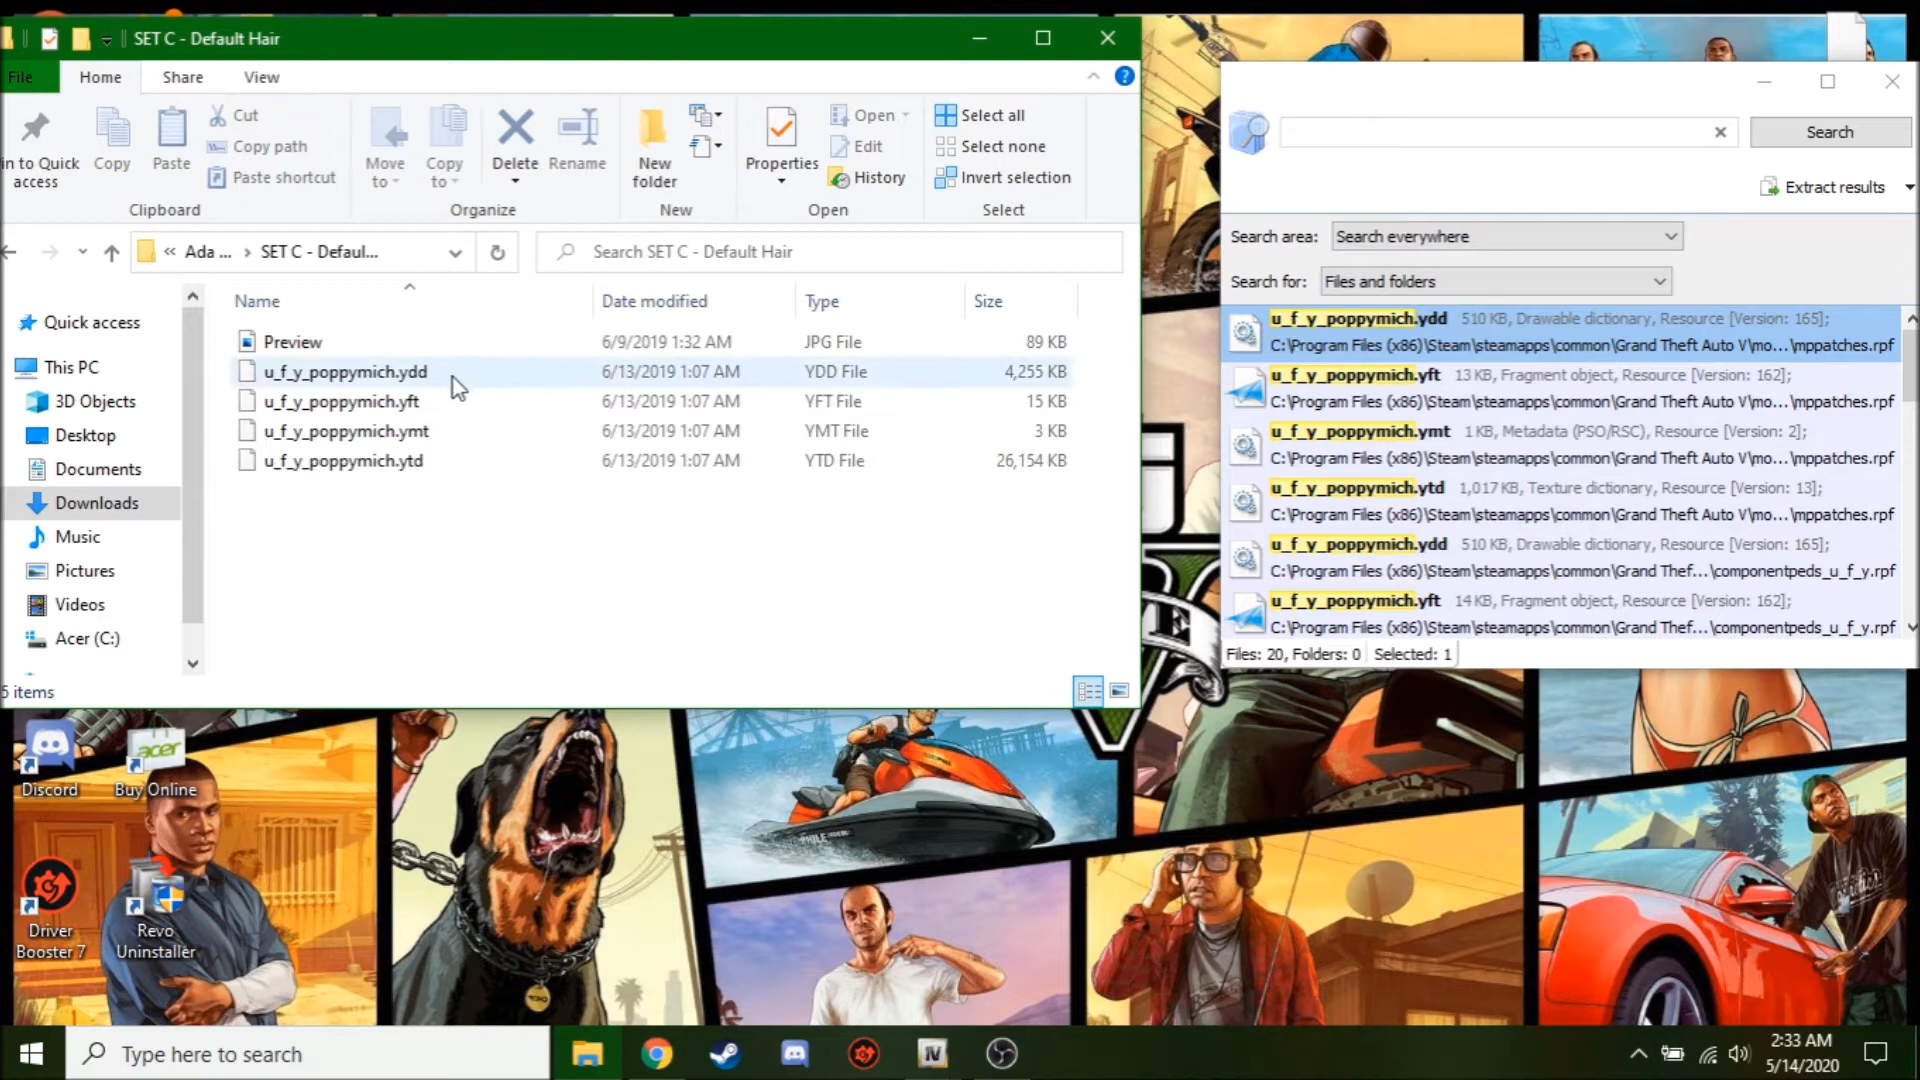 SET C - Default Hair
File
Home
Share
View
in to Quick
access
Copy
Paste
Cut
Copy path
Paste shortcut
Clipboard
Move
to
Copy
to
Delete
Rename
Organize
New
folder
New
Properties
Open
Edit
History
Open
Select all
Select none
Invert selection
Select
« Ada ... > SET C - Defaul...
Search SET C - Default Hair
Name
Date modified
Type
Size
Quick access
This PC
3D Objects
Desktop
Documents
Downloads
Music
Pictures
Videos
Acer (C:)
Preview 6/9/2019 1:32 AM JPG File 89 KB
u_f_y_poppymich.ydd 6/13/2019 1:07 AM YDD File 4,255 KB
u_f_y_poppymich.yft 6/13/2019 1:07 AM YFT File 15 KB
u_f_y_poppymich.ymt 6/13/2019 1:07 AM YMT File 3 KB
u_f_y_poppymich.ytd 6/13/2019 1:07 AM YTD File 26,154 KB
5 items
Search
Extract results
Search area: Search everywhere
Search for: Files and folders
u_f_y_poppymich.ydd 510 KB, Drawable dictionary, Resource [Version: 165];
C:\Program Files (x86)\Steam\steamapps\common\Grand Theft Auto V\mo...\mppatches.rpf
u_f_y_poppymich.yft 13 KB, Fragment object, Resource [Version: 162];
C:\Program Files (x86)\Steam\steamapps\common\Grand Theft Auto V\mo...\mppatches.rpf
u_f_y_poppymich.ymt 1 KB, Metadata (PSO/RSC), Resource [Version: 2];
C:\Program Files (x86)\Steam\steamapps\common\Grand Theft Auto V\mo...\mppatches.rpf
u_f_y_poppymich.ytd 1,017 KB, Texture dictionary, Resource [Version: 13];
C:\Program Files (x86)\Steam\steamapps\common\Grand Theft Auto V\mo...\mppatches.rpf
u_f_y_poppymich.ydd 510 KB, Drawable dictionary, Resource [Version: 165];
C:\Program Files (x86)\Steam\steamapps\common\Grand Thef...\componentpeds_u_f_y.rpf
u_f_y_poppymich.yft 14 KB, Fragment object, Resource [Version: 162];
C:\Program Files (x86)\Steam\steamapps\common\Grand Thef...\componentpeds_u_f_y.rpf
Files: 20, Folders: 0 Selected: 1
Discord
acer
Buy Online
Driver
Booster 7
Revo
Uninstaller
Type here to search
IV
2:33 AM
5/14/2020